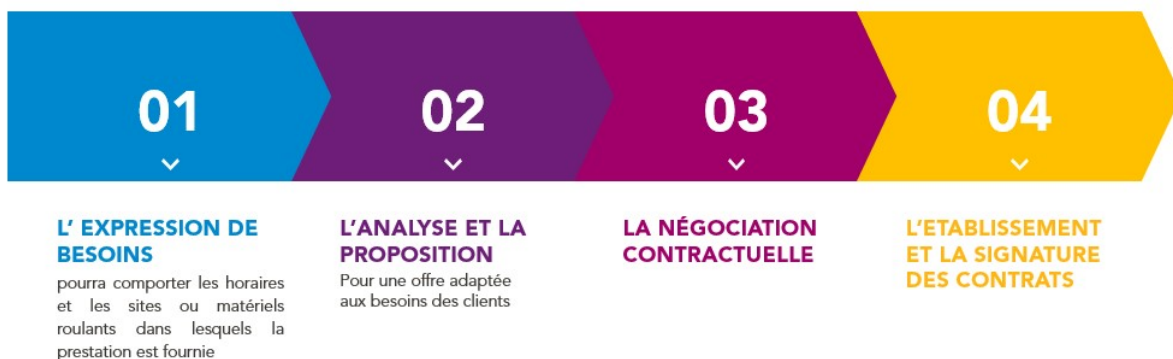 01
02
03
04
L' EXPRESSION DE
BESOINS
pourra comporter les horaires
et les sites ou matériels
roulants dans lesquels la
prestation est fournie
L'ANALYSE ET LA
PROPOSITION
Pour une offre adaptée
aux besoins des clients
LA NÉGOCIATION
CONTRACTUELLE
L'ETABLISSEMENT
ET LA SIGNATURE
DES CONTRATS